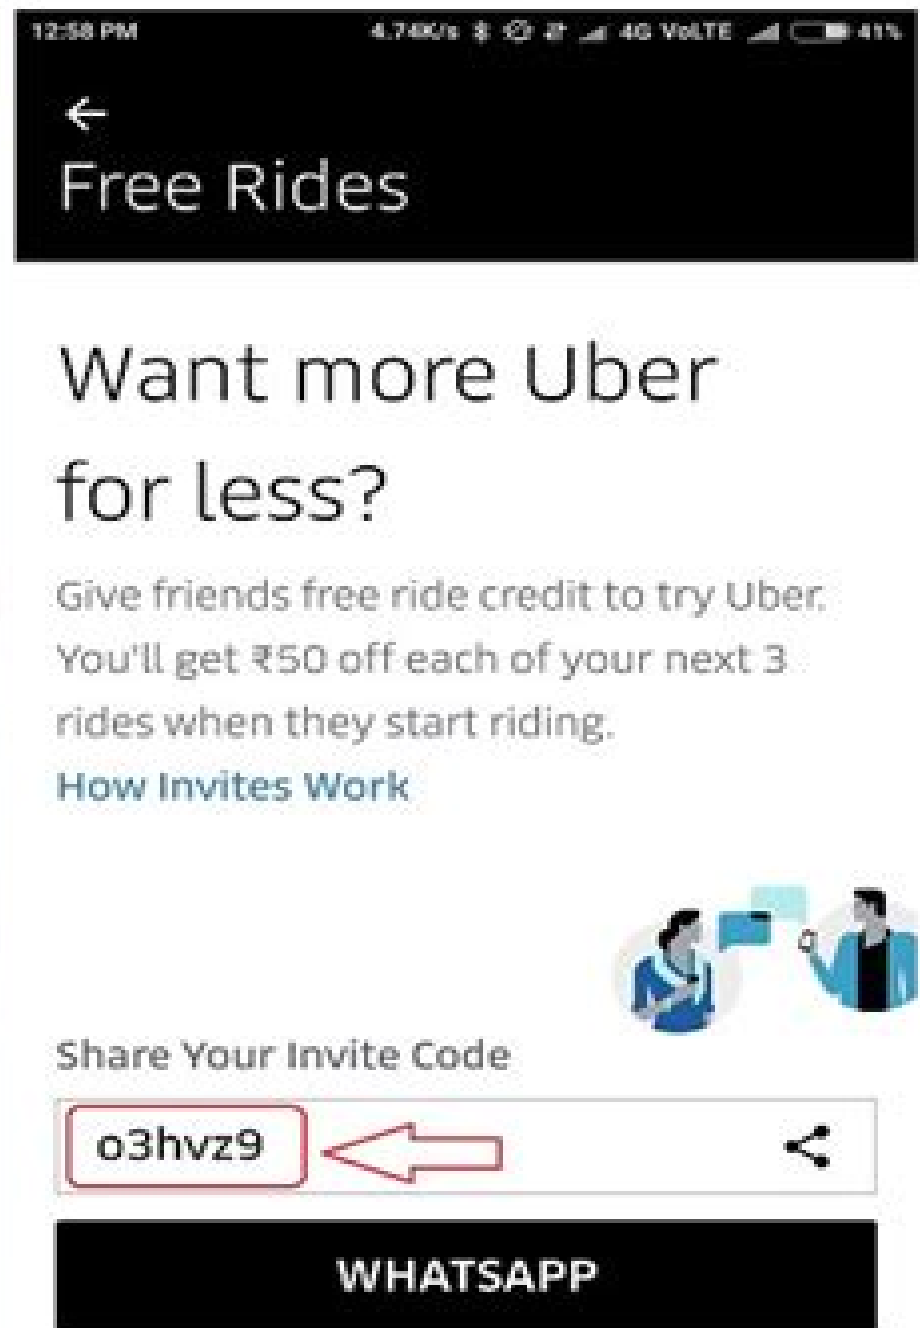 12:58 PM 4.74K/s 4G VoLTE 41%
Free Rides
Want more Uber
for less?
Give friends free ride credit to try Uber.
You'll get ₹50 off each of your next 3
rides when they start riding.
How Invites Work
Share Your Invite Code
o3hvz9
WHATSAPP